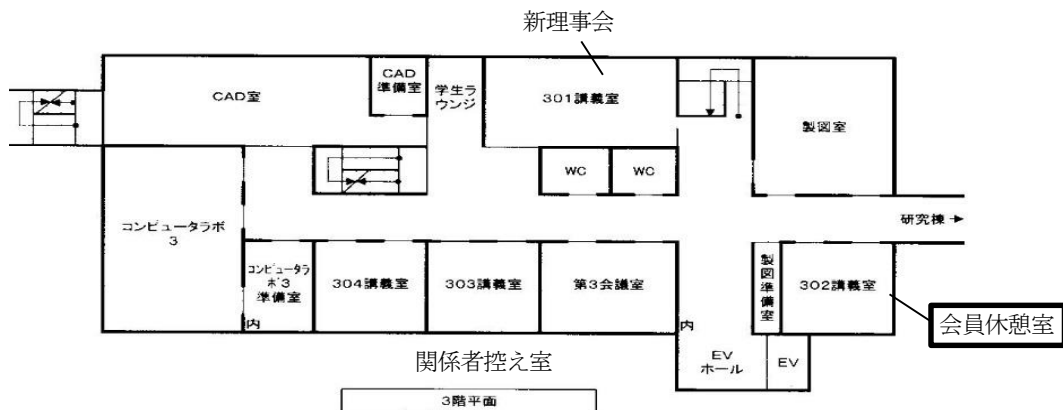 新理事会
CAD
準備室
CAD室
学生ラ
ウンジ
301講義室
製図室
WC
WC
コンピュータラボ
3
研究棟→
コンピュータラ
ボ3
準備室
304講義室
303講義室
第3会議室
製図準備室
302講義室
内
内
会員休憩室
EV
ホール
EV
関係者控え室
3階平面